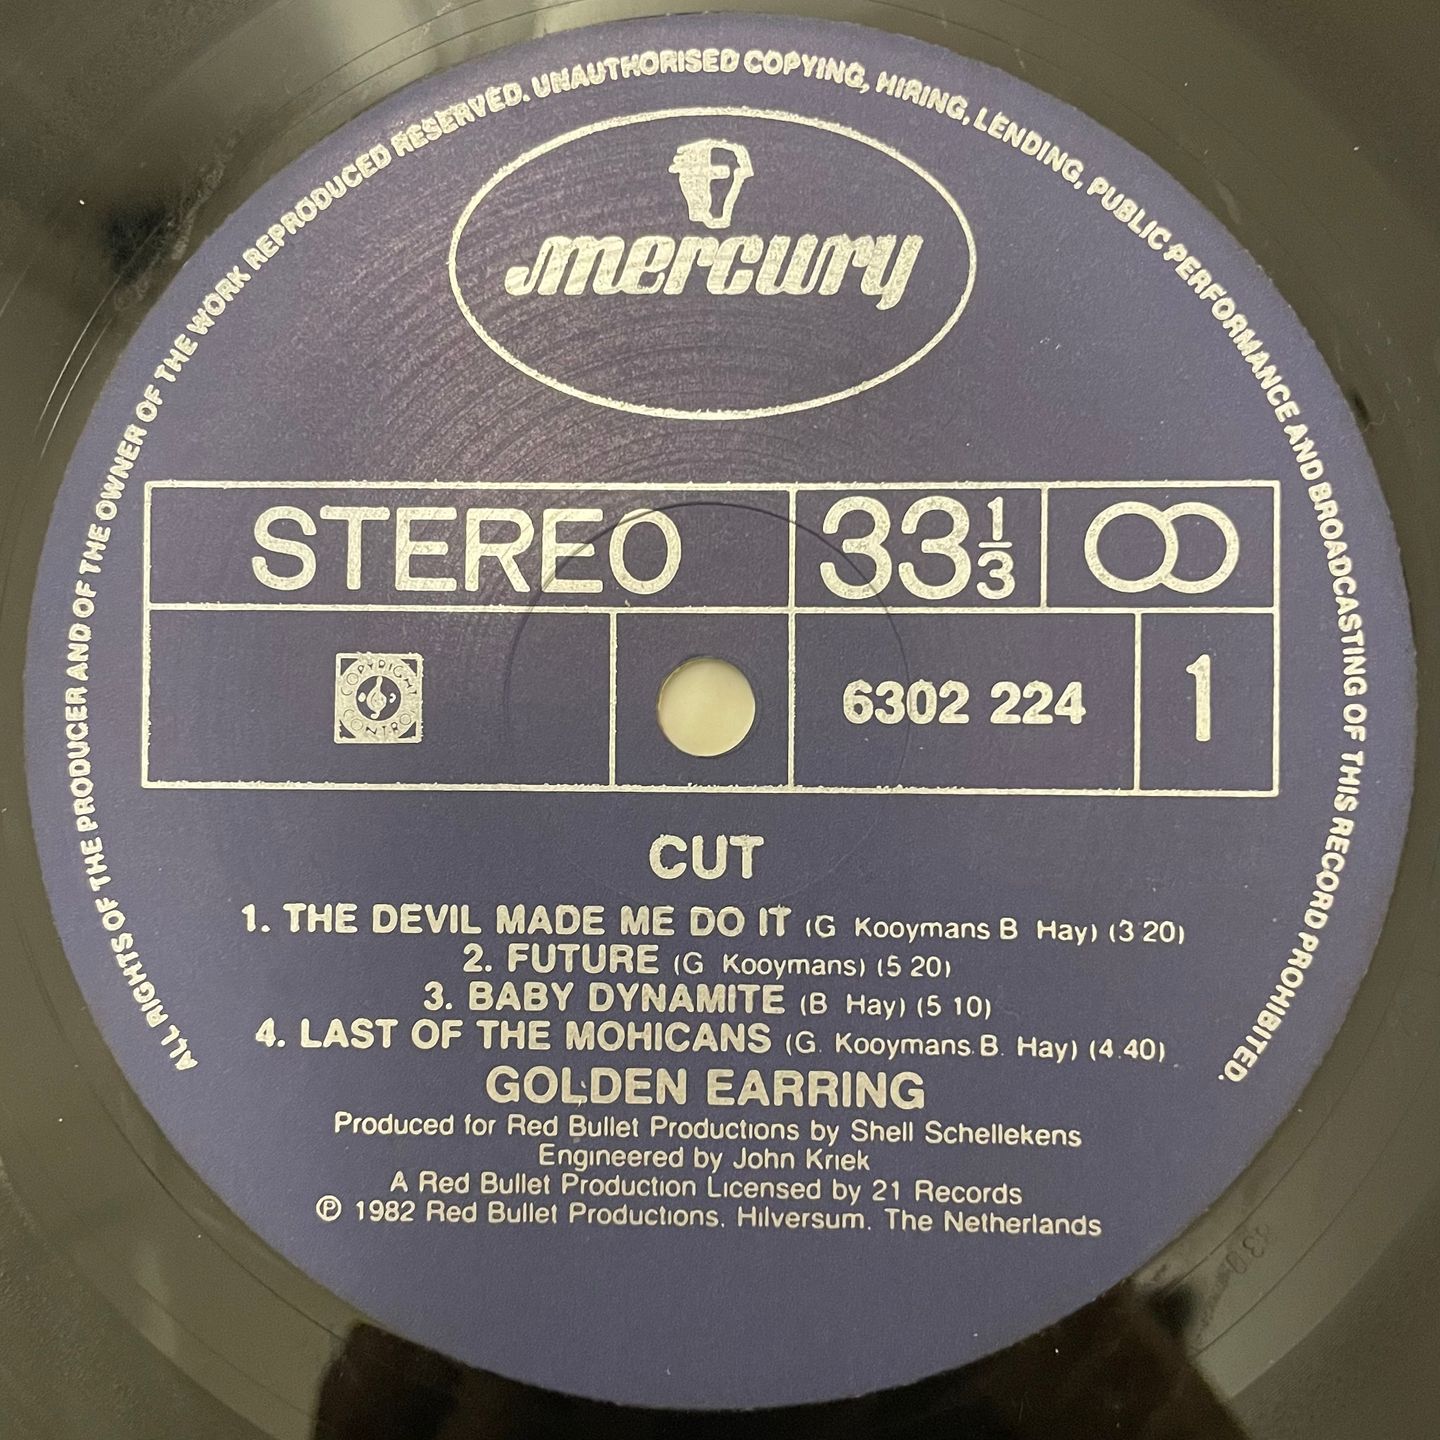 ALL RIGHTS OF THE PRODUCER AND OF THE OWNER OF THE WORK REPRODUCED RESERVED. UNAUTHORISED COPYING, HIRING, LENDING, PUBLIC PERFORMANCE AND BROADCASTING OF THIS RECORD PROHIBITED.
mercury
STEREO 33 1/3
COPYRIGHT CONTROL 6302 224 1
CUT
1. THE DEVIL MADE ME DO IT (G Kooymans B Hay) (3 20)
2. FUTURE (G Kooymans) (5 20)
3. BABY DYNAMITE (B Hay) (5 10)
4. LAST OF THE MOHICANS (G. Kooymans. B. Hay) (4.40)
GOLDEN EARRING
Produced for Red Bullet Productions by Shell Schellekens
Engineered by John Kriek
A Red Bullet Production Licensed by 21 Records
℗ 1982 Red Bullet Productions. Hilversum. The Netherlands